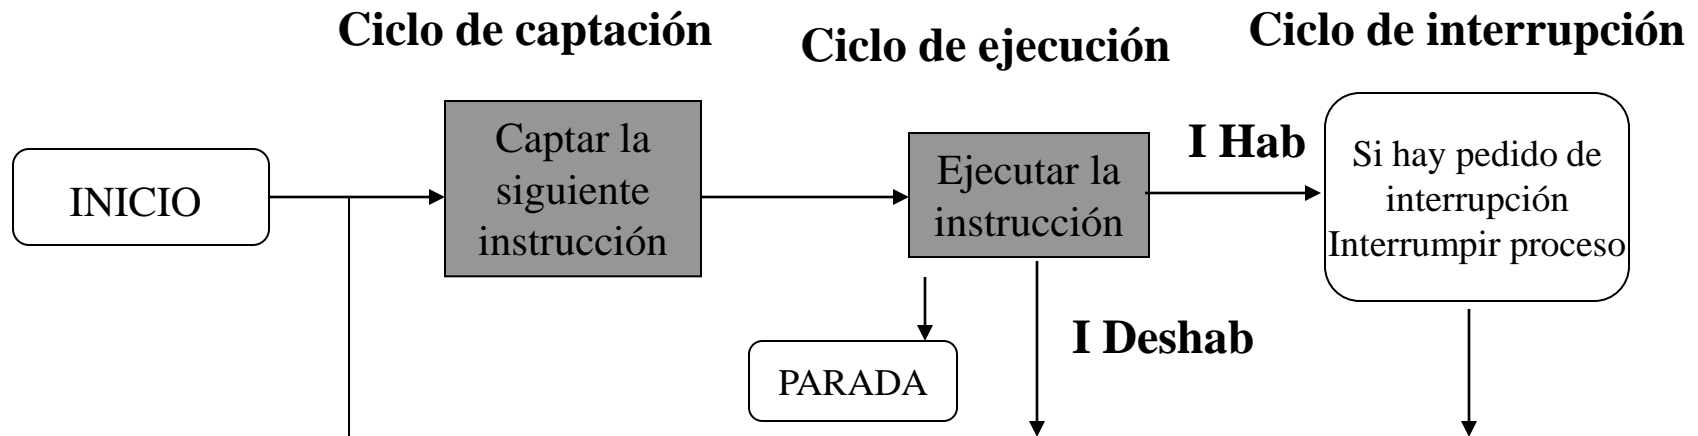 Ciclo de captación
Ciclo de ejecución
Ciclo de interrupción
INICIO
Captar la
siguiente
instrucción
Ejecutar la
instrucción
I Hab
Si hay pedido de
interrupción
Interrumpir proceso
I Deshab
PARADA